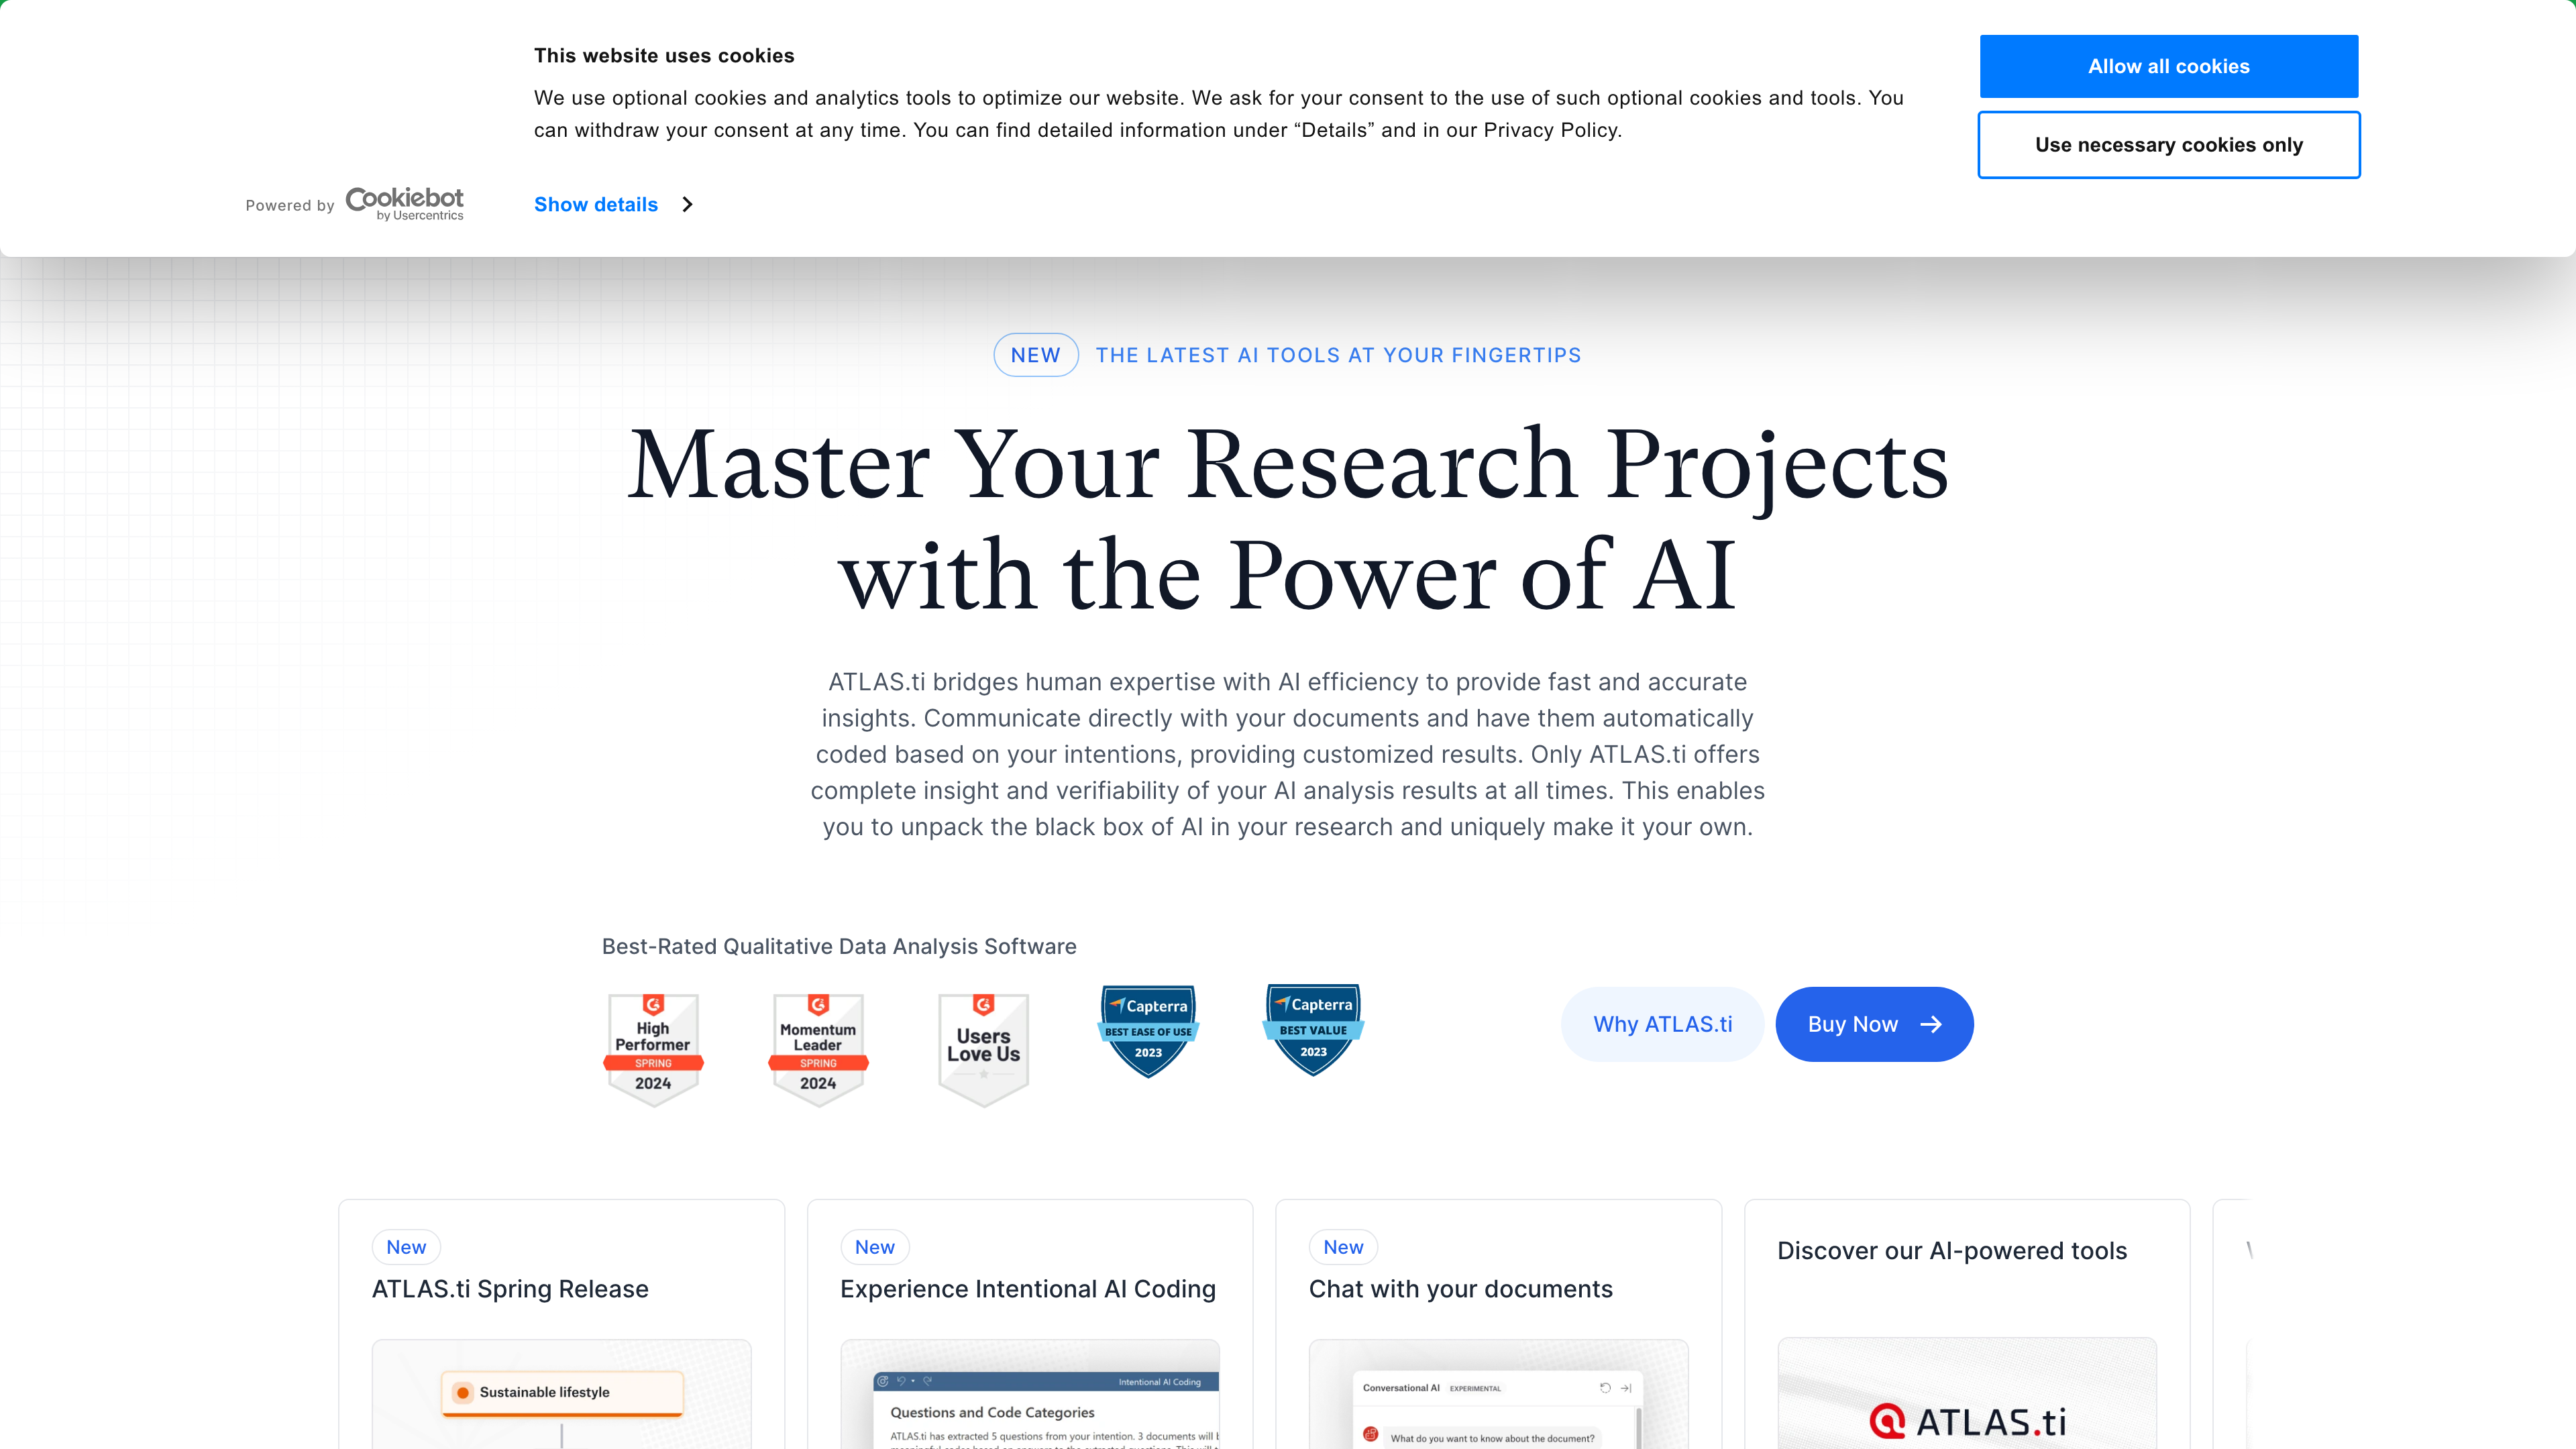 This website uses cookies
We use optional cookies and analytics tools to optimize our website. We ask for your consent to the use of such optional cookies and tools. You
can withdraw your consent at any time. You can find detailed information under “Details” and in our Privacy Policy.
Allow all cookies
Use necessary cookies only
Powered by Cookiebot
by Usercentrics
Show details
NEW THE LATEST AI TOOLS AT YOUR FINGERTIPS
Master Your Research Projects
with the Power of AI
ATLAS.ti bridges human expertise with AI efficiency to provide fast and accurate
insights. Communicate directly with your documents and have them automatically
coded based on your intentions, providing customized results. Only ATLAS.ti offers
complete insight and verifiability of your AI analysis results at all times. This enables
you to unpack the black box of AI in your research and uniquely make it your own.
Best-Rated Qualitative Data Analysis Software
High
Performer
SPRING
2024
Momentum
Leader
SPRING
2024
Users
Love Us
Capterra
BEST EASE OF USE
2023
Capterra
BEST VALUE
2023
Why ATLAS.ti
Buy Now
New
ATLAS.ti Spring Release
Sustainable lifestyle
New
Experience Intentional AI Coding
Intentional AI Coding
Questions and Code Categories
ATLAS.ti has extracted 5 questions from your intention. 3 documents will
New
Chat with your documents
Conversational AI EXPERIMENTAL
What do you want to know about the document?
Discover our AI-powered tools
ATLAS.ti